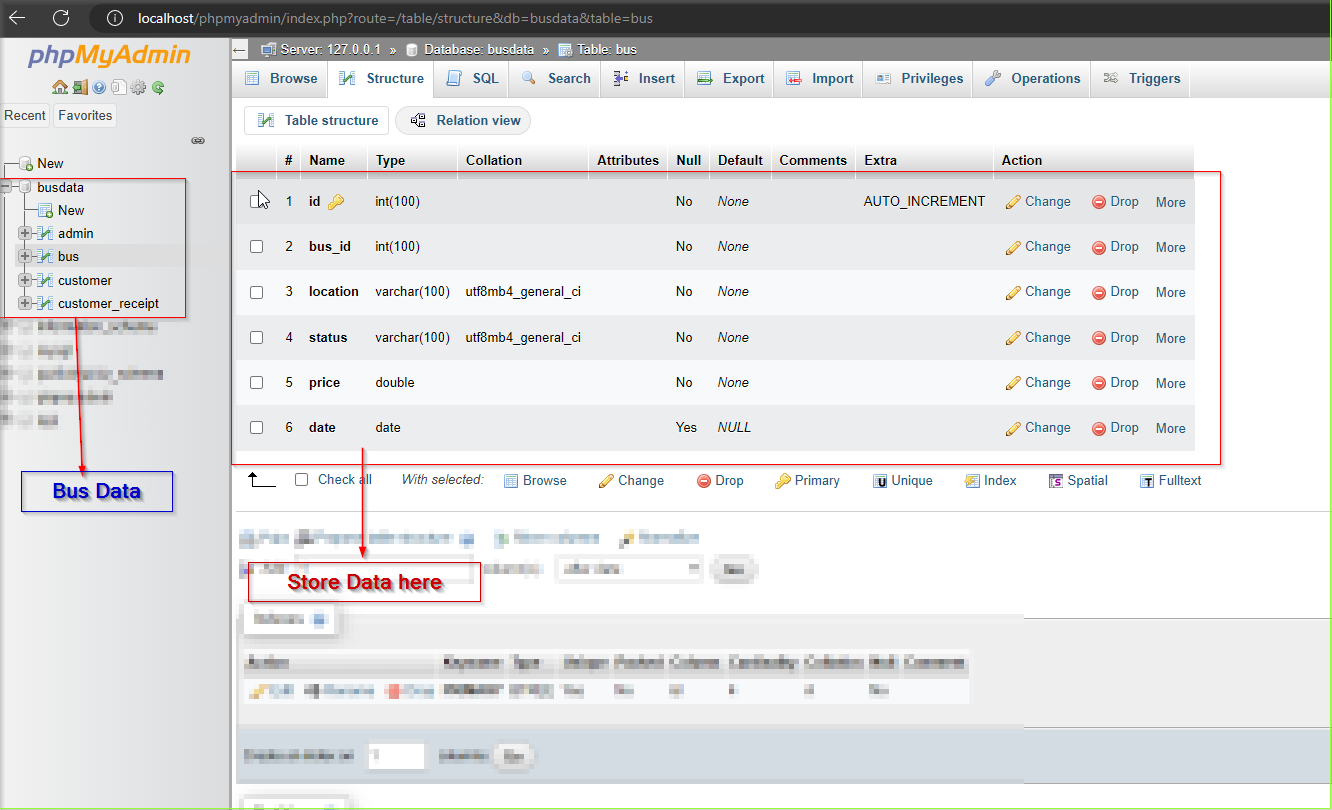 localhost/phpmyadmin/index.php?route=/table/structure&db=busdata&table=bus
phpMyAdmin
Recent Favorites
New
busdata
New
admin
bus
customer
customer_receipt
Bus Data
Server: 127.0.0.1 » Database: busdata » Table: bus
Browse Structure SQL Search Insert Export Import Privileges Operations Triggers
Table structure Relation view
# Name Type Collation Attributes Null Default Comments Extra Action
1 id int(100) No None AUTO_INCREMENT Change Drop More
2 bus_id int(100) No None Change Drop More
3 location varchar(100) utf8mb4_general_ci No None Change Drop More
4 status varchar(100) utf8mb4_general_ci No None Change Drop More
5 price double No None Change Drop More
6 date date Yes NULL Change Drop More
Check all With selected: Browse Change Drop Primary Unique Index Spatial Fulltext
Store Data here